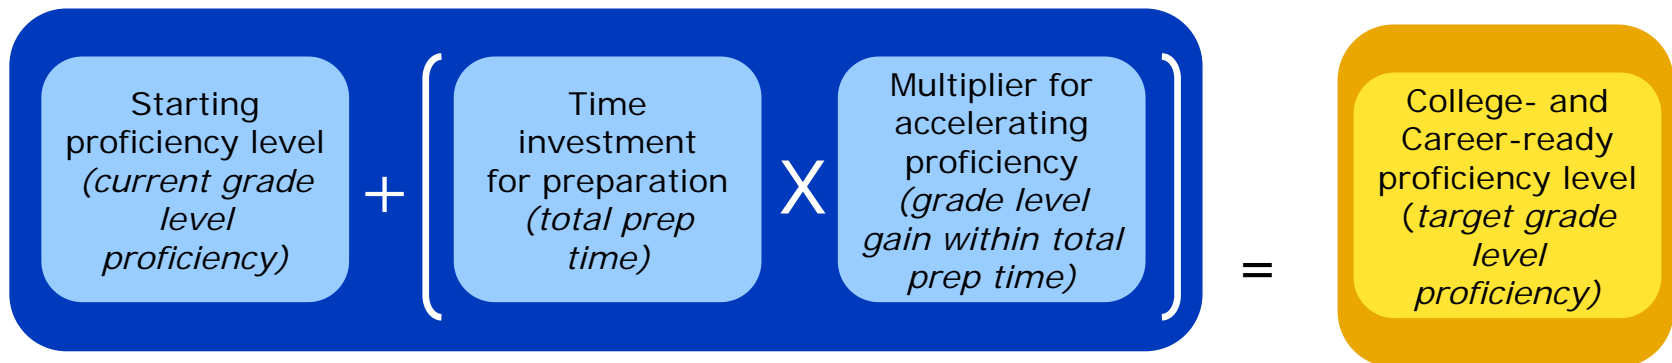 Starting
proficiency level
(current grade
level
proficiency)
+
(
Time
investment
for preparation
(total prep
time)
X
Multiplier for
accelerating
proficiency
(grade level
gain within total
prep time)
)
=
College- and
Career-ready
proficiency level
(target grade
level
proficiency)